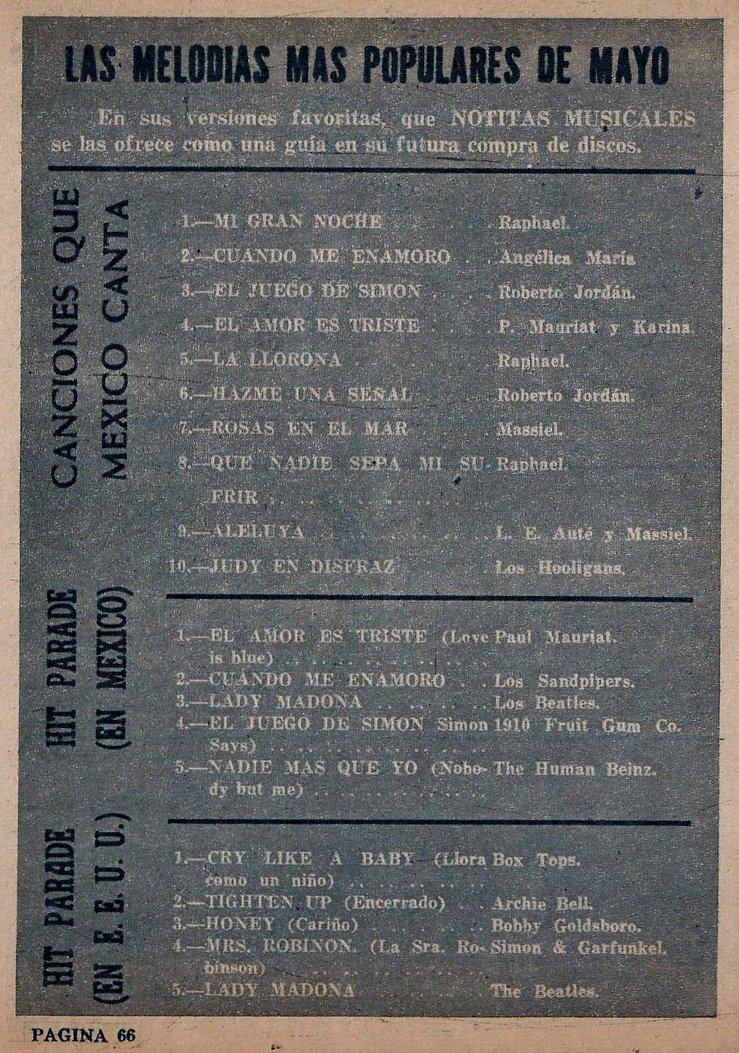 LAS MELODIAS MAS POPULARES DE MAYO
En sus versiones favoritas, que NOTITAS MUSICALES
se las ofrece como una guía en su futura compra de discos.
CANCIONES QUE
MEXICO CANTA
1.—MI GRAN NOCHE . . . . . Raphael.
2.—CUANDO ME ENAMORO . . Angélica María
3.—EL JUEGO DE SIMON . . . . Roberto Jordán.
4.—EL AMOR ES TRISTE . . . . P. Mauriat y Karina.
5.—LA LLORONA . . . . . . . Raphael.
6.—HAZME UNA SEÑAL . . . . Roberto Jordán.
7.—ROSAS EN EL MAR . . . . Massiel.
8.—QUE NADIE SEPA MI SU- Raphael.
FRIR . . . . . . . . . . .
9.—ALELUYA . . . . . . . . . L. E. Auté y Massiel.
10.—JUDY EN DISFRAZ . . . . Los Hooligans.
HIT PARADE
(EN MEXICO)
1.—EL AMOR ES TRISTE (Love Paul Mauriat.
is blue) . . . . . . . . . . . .
2.—CUANDO ME ENAMORO . . Los Sandpipers.
3.—LADY MADONA . . . . . . Los Beatles.
4.—EL JUEGO DE SIMON Simon 1910 Fruit Gum Co.
Says) . . . . . . . . . . . .
5.—NADIE MAS QUE YO (Nobo- The Human Beinz.
dy but me) . . . . . . . . . .
HIT PARADE
(EN E. E. U. U.)
1.—CRY LIKE A BABY (Llora Box Tops.
como un niño) . . . . . . . .
2.—TIGHTEN UP (Encerrado) . . Archie Bell.
3.—HONEY (Cariño) . . . . . . Bobby Goldsboro.
4.—MRS. ROBINON. (La Sra. Ro- Simon & Garfunkel.
binson) . . . . . . . . . . . .
5.—LADY MADONA . . . . . . The Beatles.
PAGINA 66